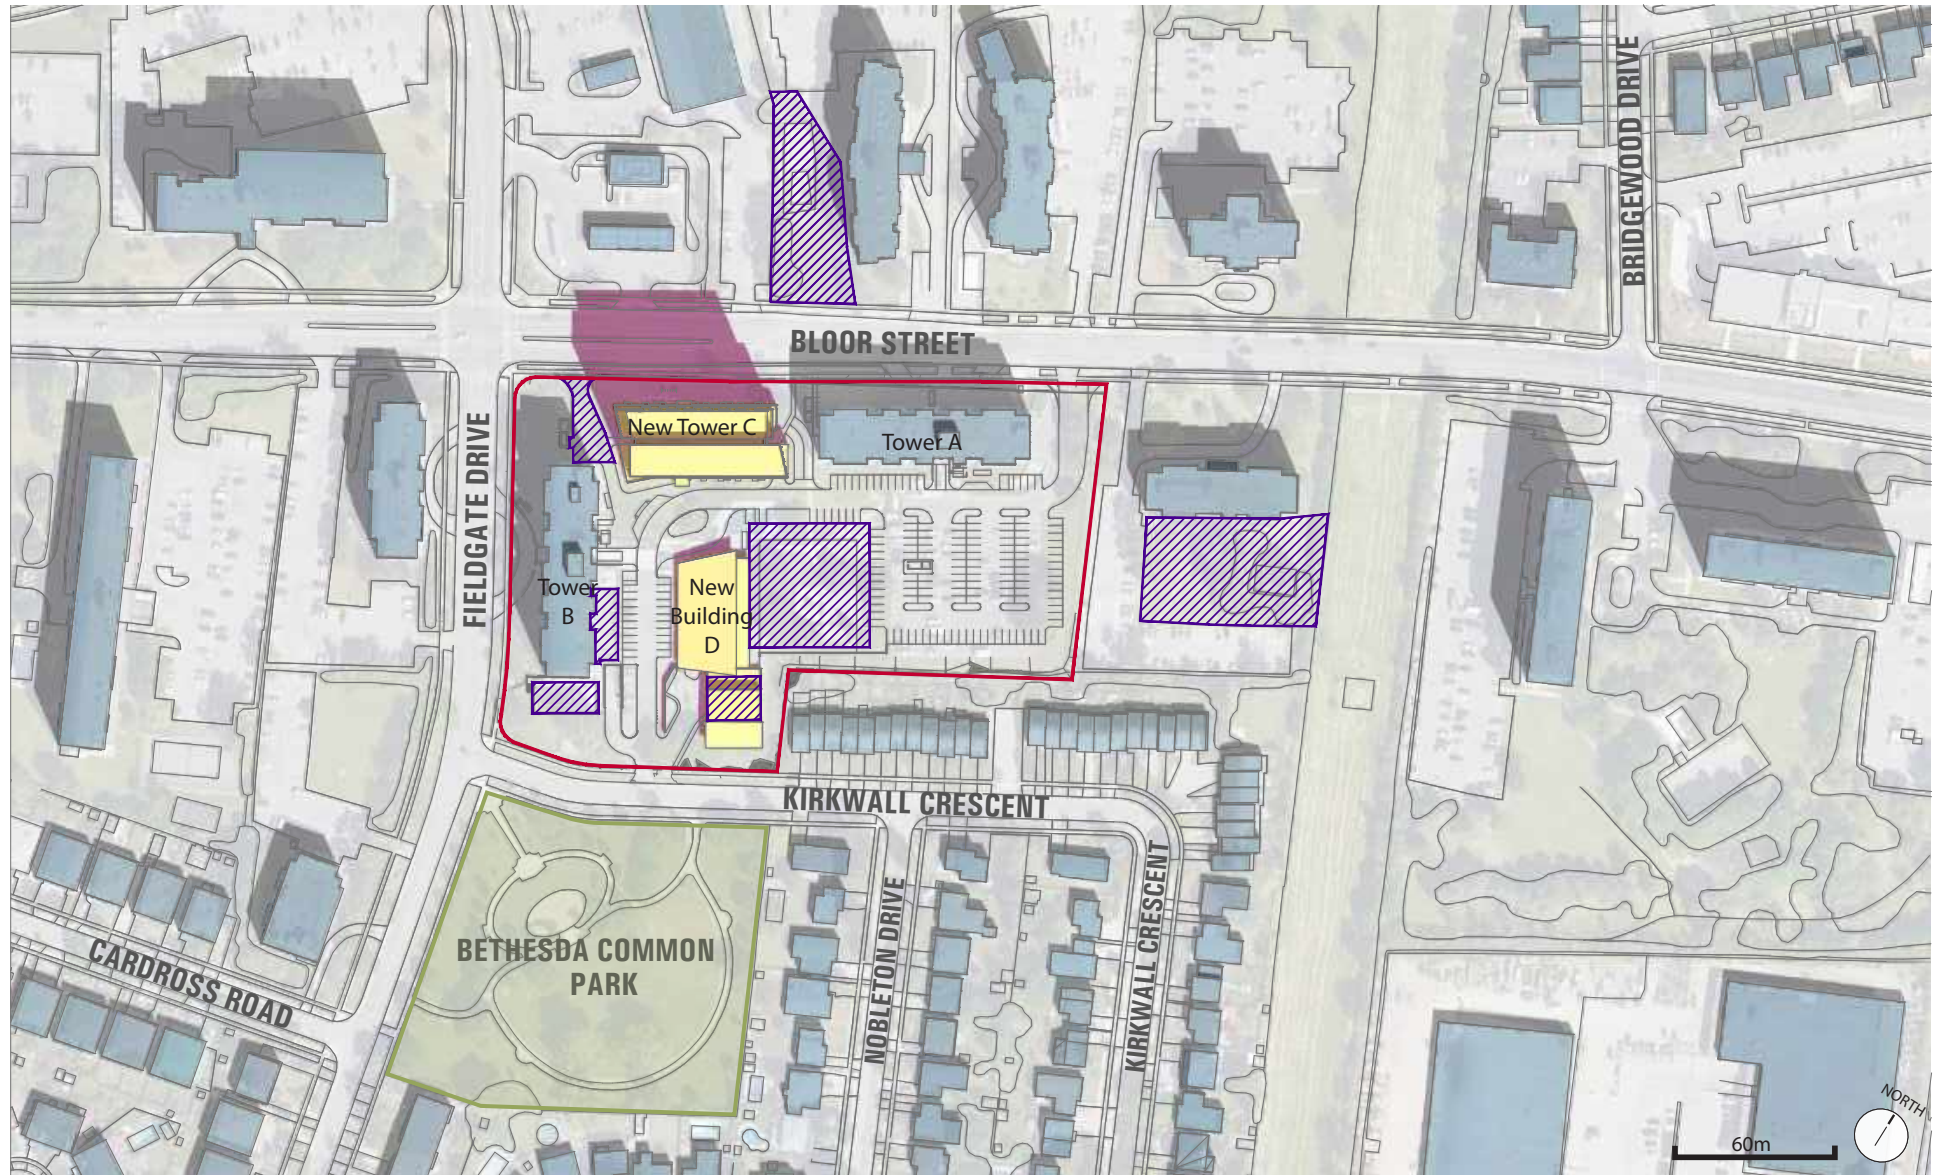 BRIDGEWOOD DRIVE
BLOOR STREET
FIELDGATE DRIVE
New Tower C
Tower A
Tower
B
New
Building
D
KIRKWALL CRESCENT
NOBLETON DRIVE
KIRKWALL CRESCENT
BETHESDA COMMON
PARK
CARDROSS ROAD
60m
NORTH